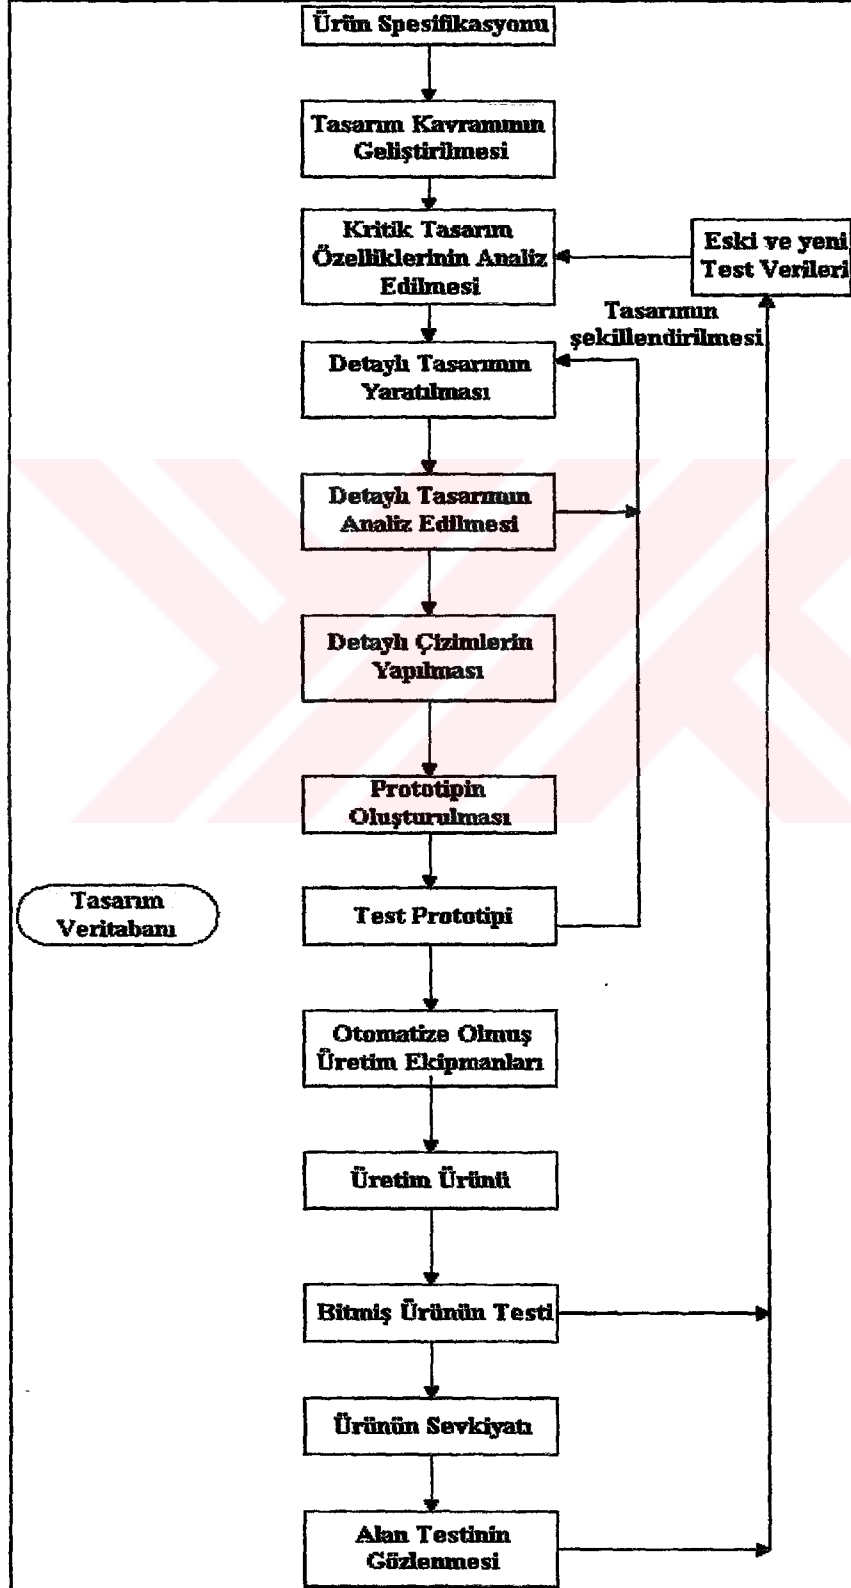 Ürün Spesifikasyonu
Tasarım Kavramının
Geliştirilmesi
Kritik Tasarım
Özelliklerinin Analiz
Edilmesi
Eski ve yeni
Test Verileri
Tasarımın
şekillendirilmesi
Detaylı Tasarımın
Yaratılması
Detaylı Tasarımın
Analiz Edilmesi
Detaylı Çizimlerin
Yapılması
Prototipin
Oluşturulması
Tasarım
Veritabanı
Test Prototipi
Otomatize Olmuş
Üretim Ekipmanları
Üretim Ürünü
Bitmiş Ürünün Testi
Ürünün Sevkiyatı
Alan Testinin
Gözlenmesi